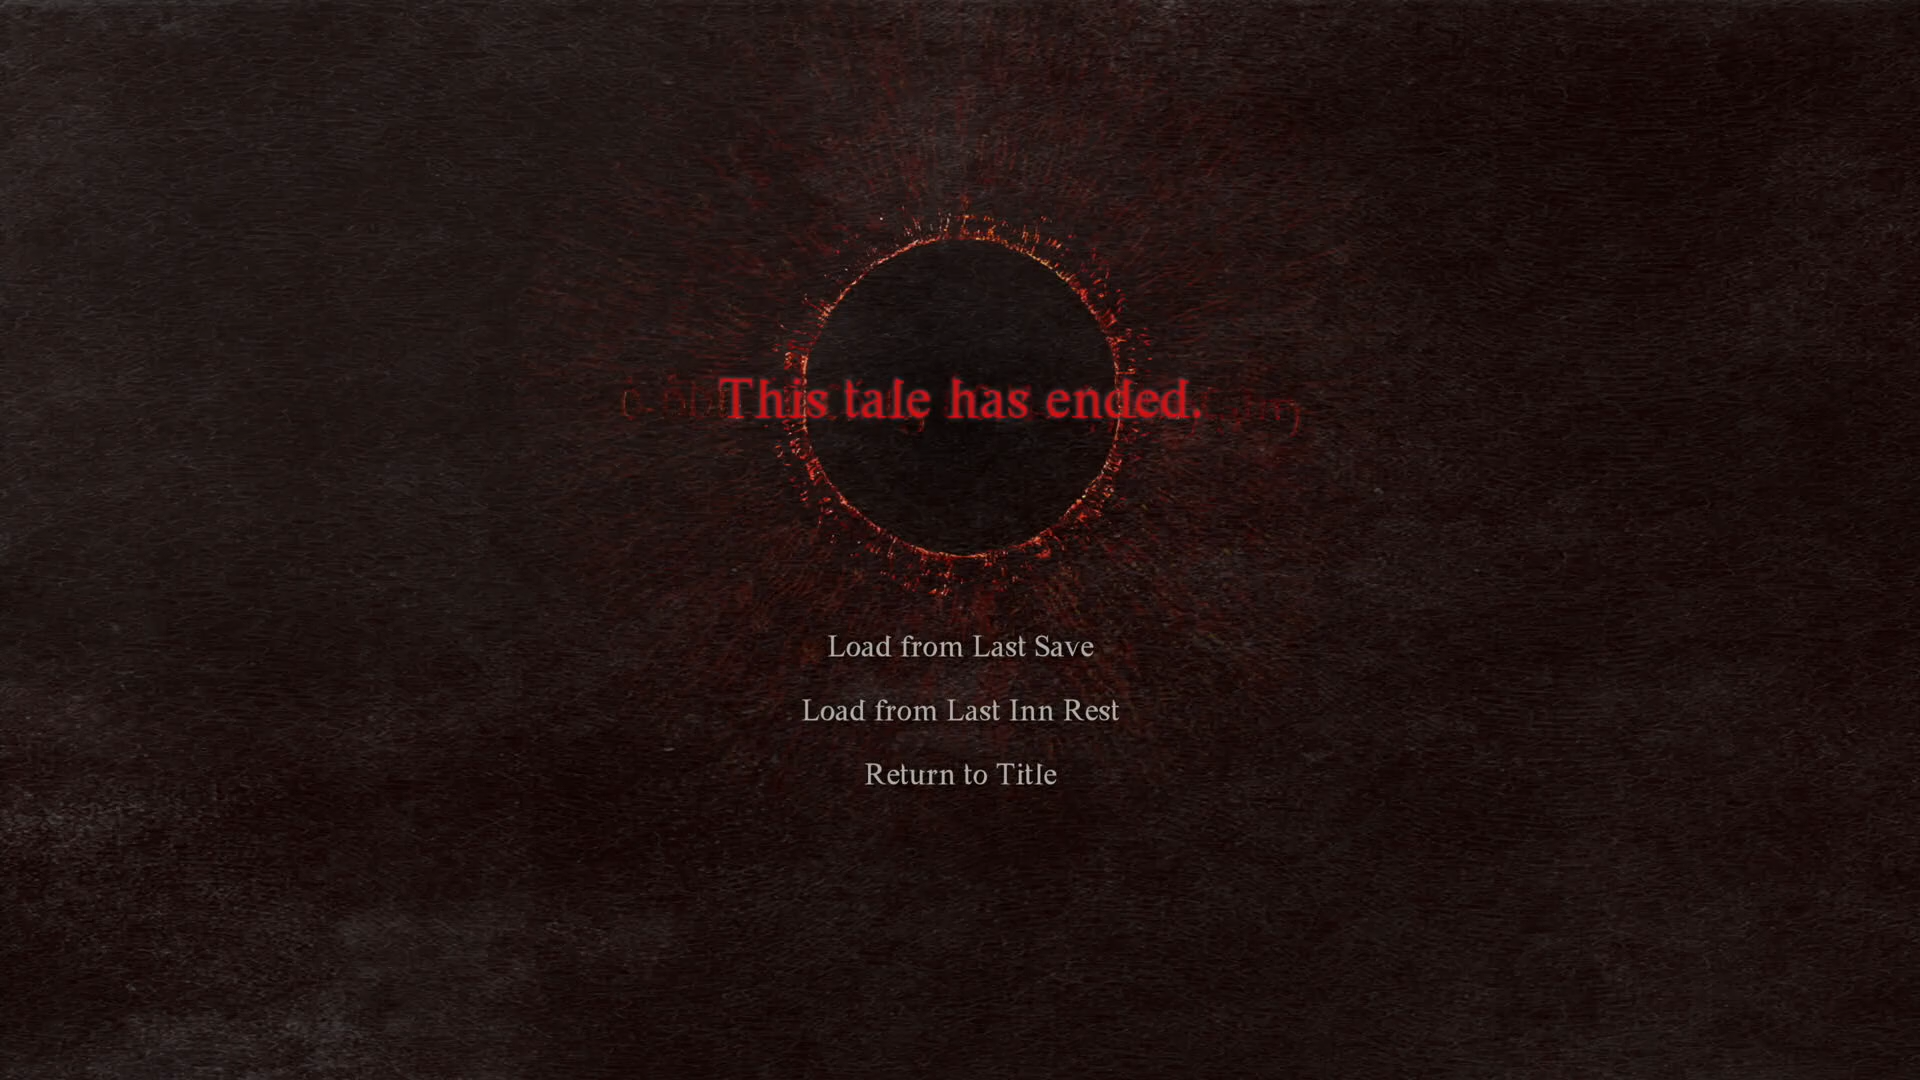 This tale has ended.
Load from Last Save
Load from Last Inn Rest
Return to Title